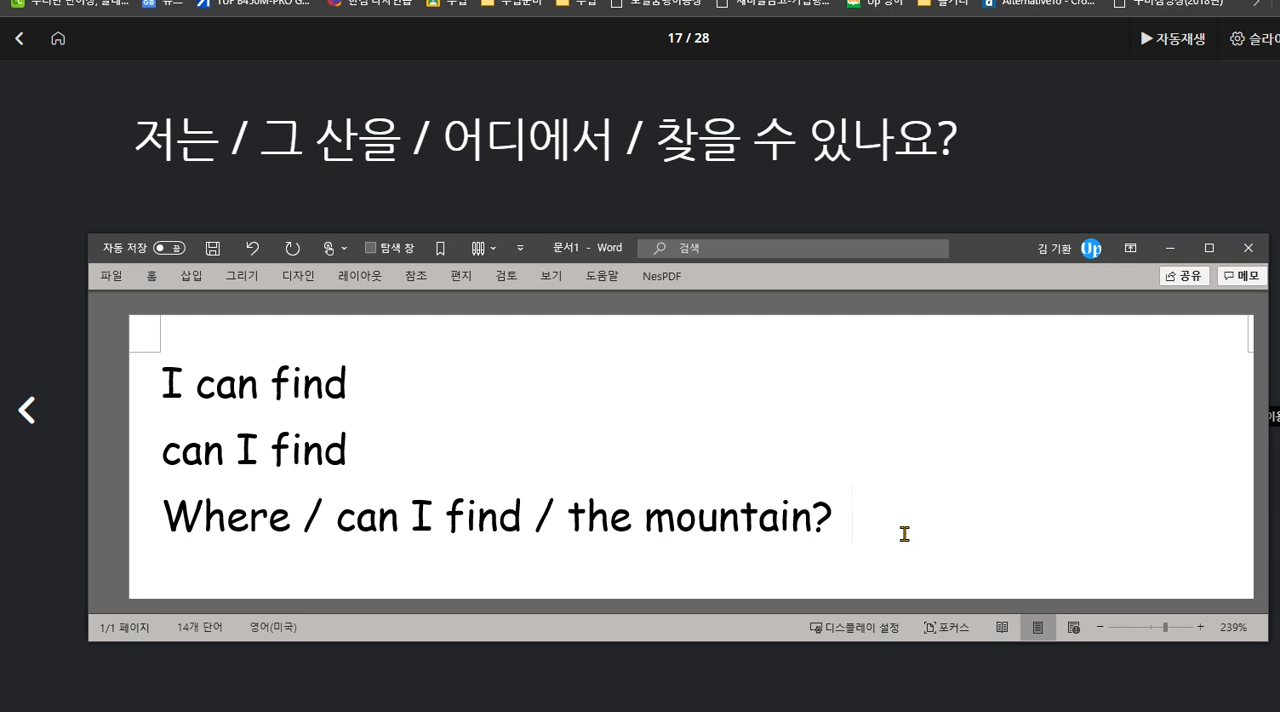 17 / 28
▶ 자동재생
저는 / 그 산을 / 어디에서 / 찾을 수 있나요?
자동 저장 끔 탐색 창 문서1 - Word 검색 김 기환 Up
파일 홈 삽입 그리기 디자인 레이아웃 참조 편지 검토 보기 도움말 NesPDF 공유 메모
I can find
can I find
Where / can I find / the mountain?
1/1 페이지 14개 단어 영어(미국) 디스플레이 설정 포커스 239%